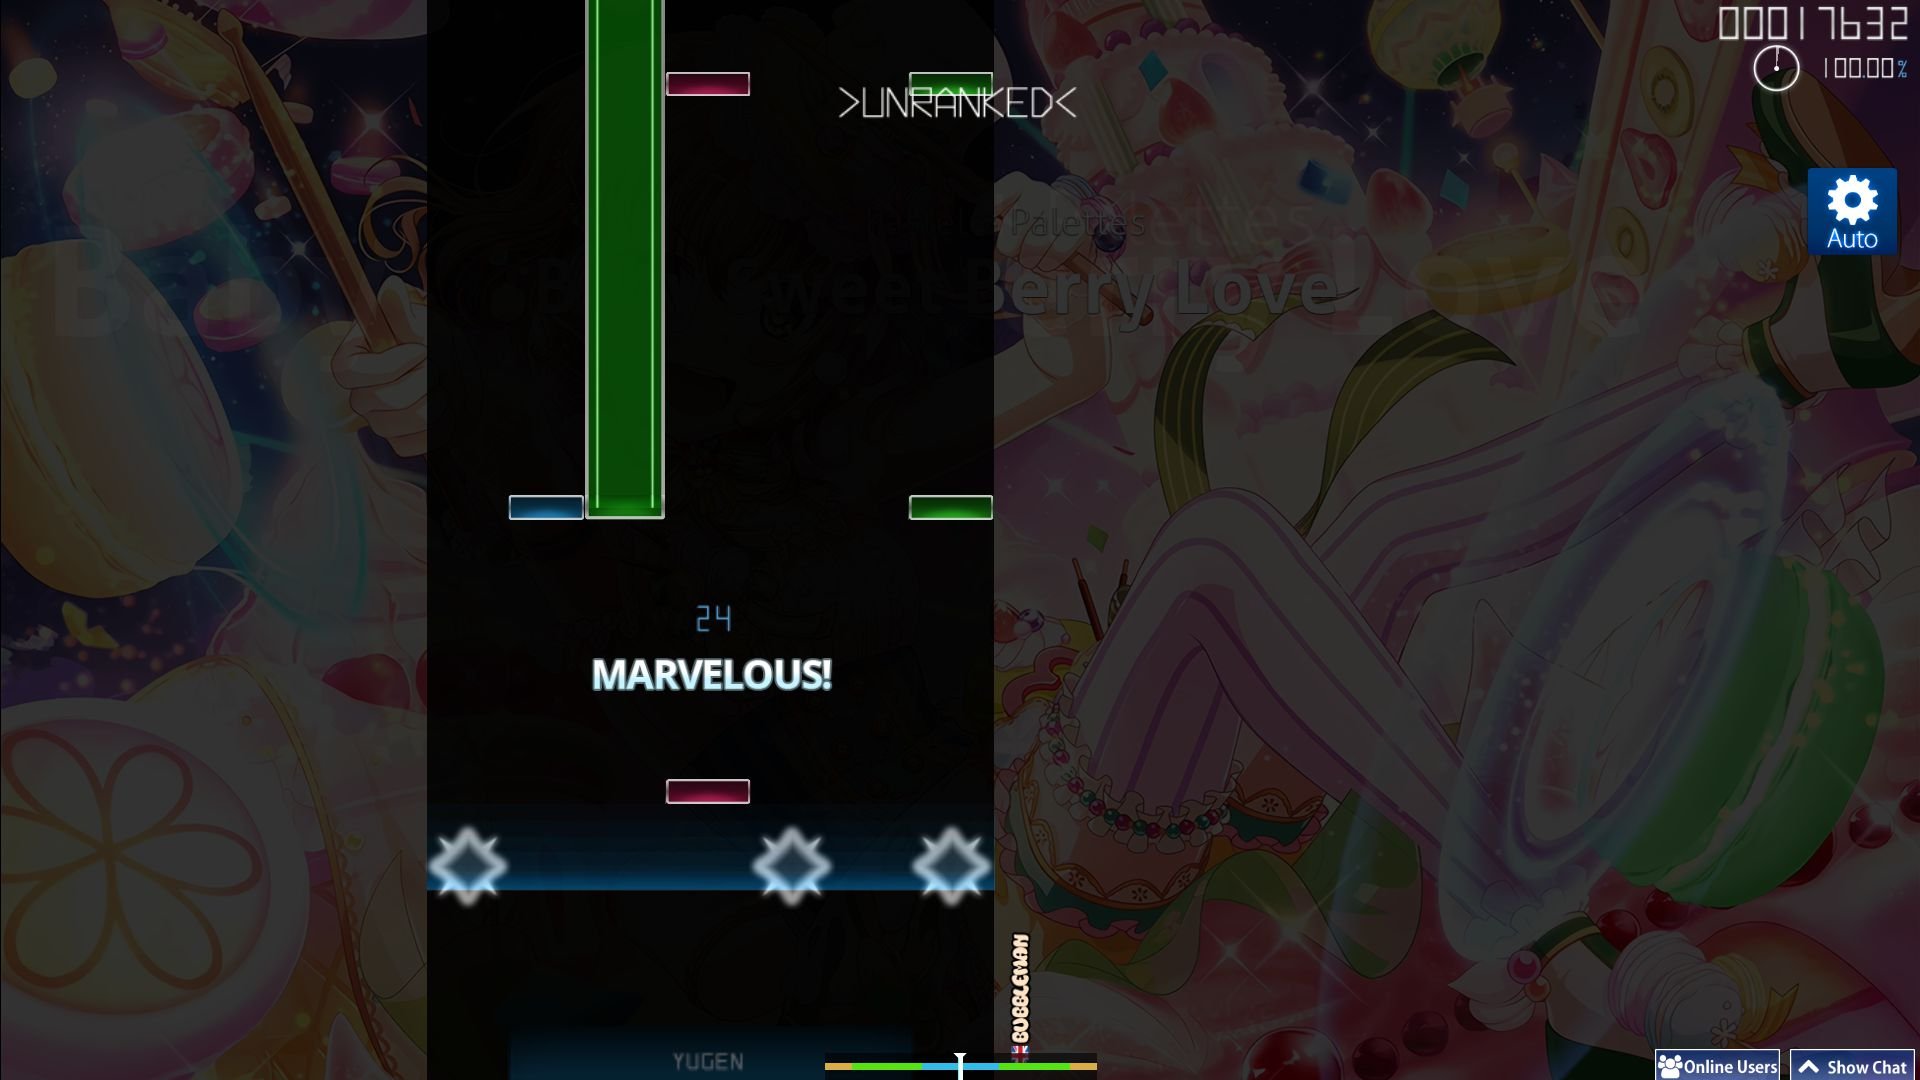 00017632
100.00%
>UNRANKED<
Auto
Palettes
Sweet Berry Love
24
MARVELOUS!
BUBBLEMAN
YUGEN
Online Users
Show Chat